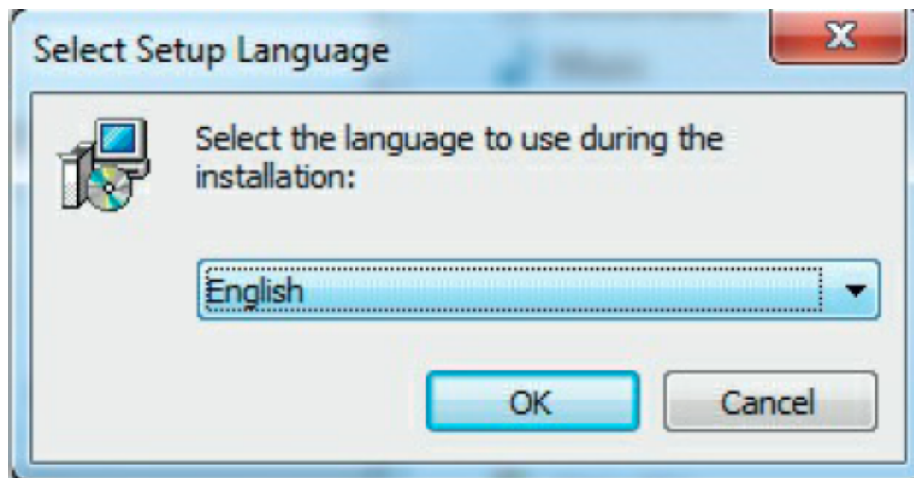 Select Setup Language
Select the language to use during the
installation:
English
OK
Cancel